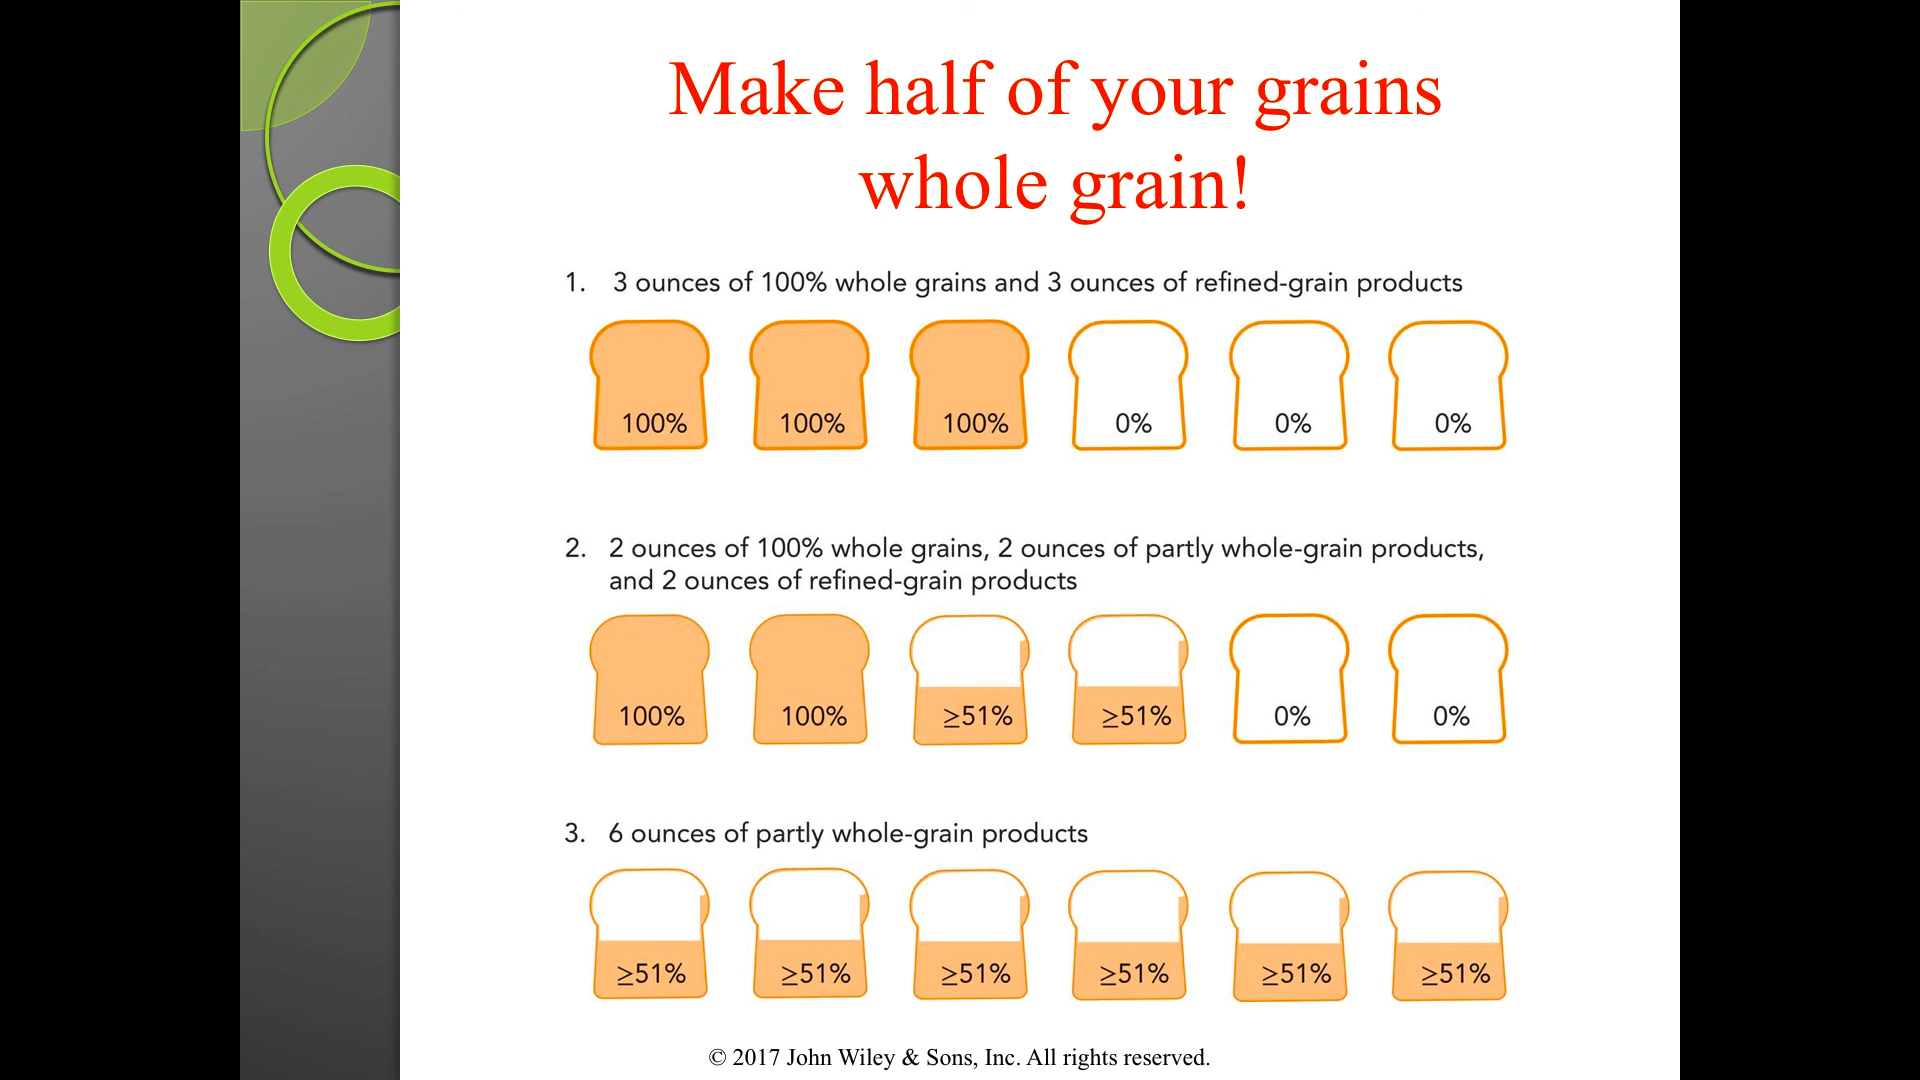 Make half of your grains
whole grain!
1. 3 ounces of 100% whole grains and 3 ounces of refined-grain products
100% 100% 100% 0% 0% 0%
2. 2 ounces of 100% whole grains, 2 ounces of partly whole-grain products,
and 2 ounces of refined-grain products
100% 100% ≥51% ≥51% 0% 0%
3. 6 ounces of partly whole-grain products
≥51% ≥51% ≥51% ≥51% ≥51% ≥51%
© 2017 John Wiley & Sons, Inc. All rights reserved.